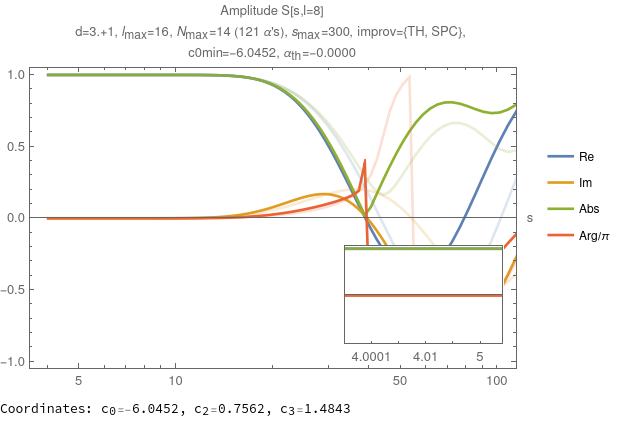 Amplitude S[s,l=8]
d=3.+1, lmax=16, Nmax=14 (121 α's), smax=300, improv={TH, SPC},
c0min=-6.0452, αth=-0.0000
1.0
0.5
0.0
-0.5
-1.0
s
Re
Im
Abs
Arg/π
4.0001 4.01 5
5 10 50 100
Coordinates: c0=-6.0452, c2=0.7562, c3=1.4843